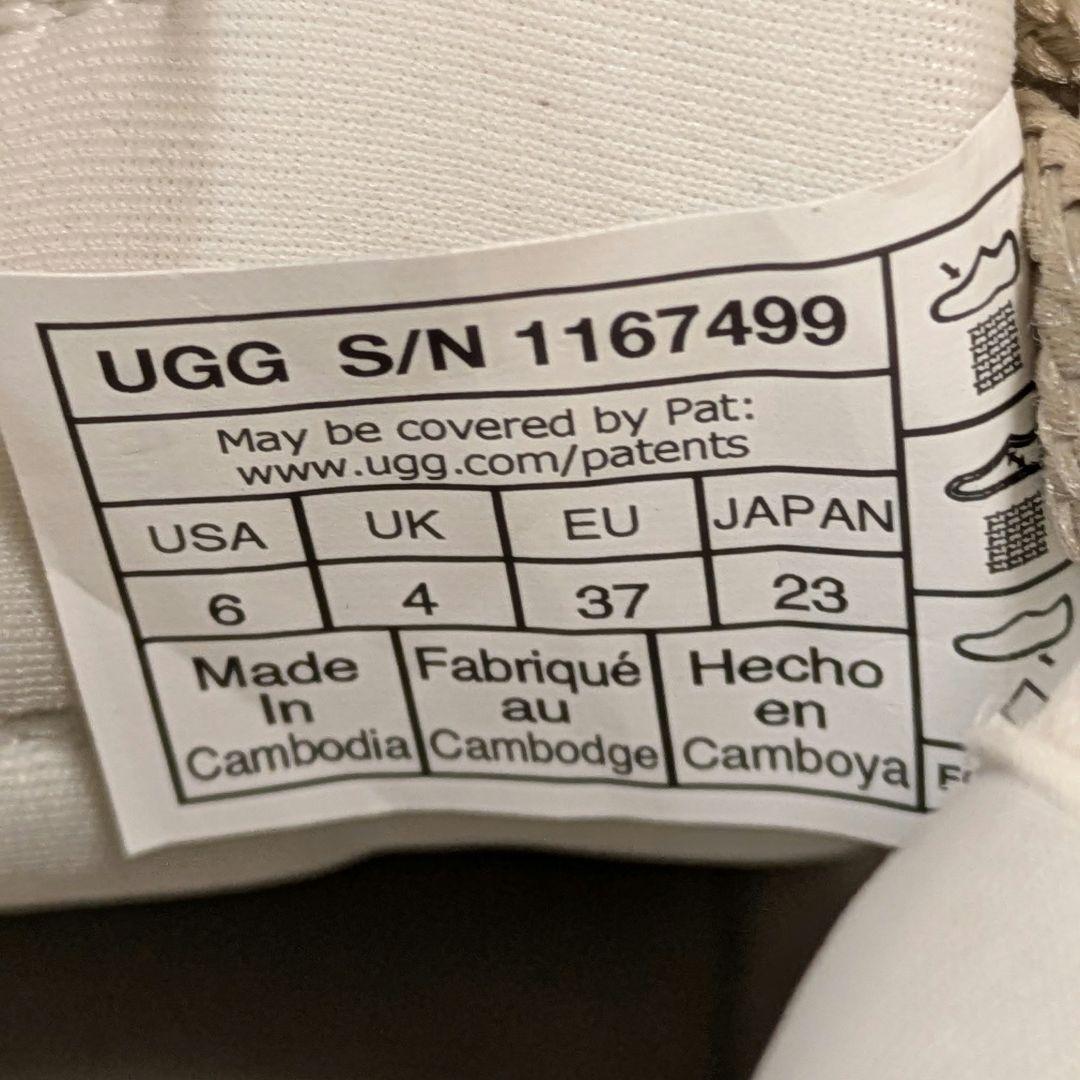 UGG S/N 1167499
May be covered by Pat:
www.ugg.com/patents
USA UK EU JAPAN
6 4 37 23
Made Fabriqué Hecho
In au en
Cambodia Cambodge Camboya